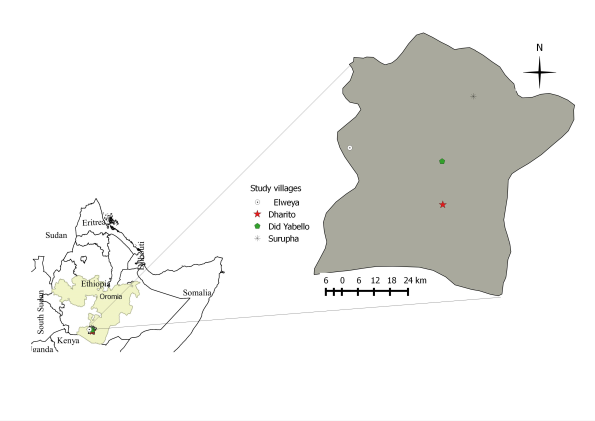 N
Study villages
Elweya
Dharito
Did Yabello
Surupha
6 0 6 12 18 24 km
Eritrea
Sudan
Djibouti
Ethiopia
Oromia
Somalia
South Sudan
Kenya
ganda